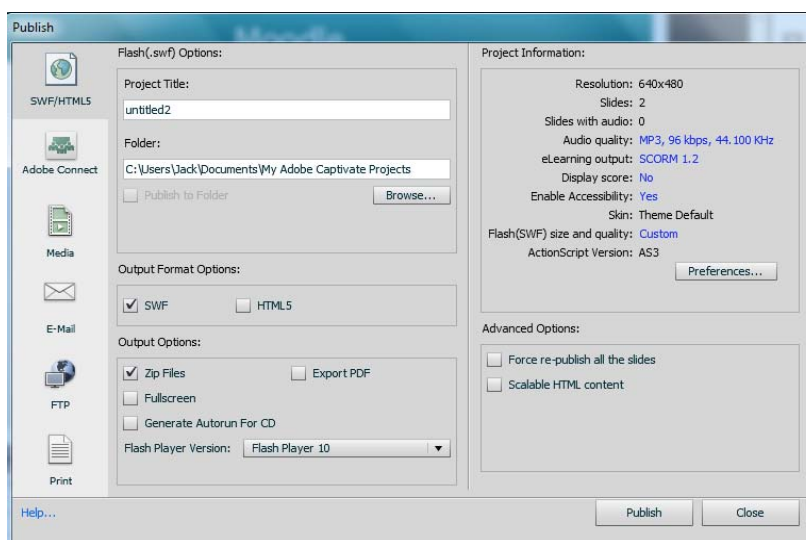 Publish
Moodle
SWF/HTML5
Adobe Connect
Media
E-Mail
FTP
Print
Flash(.swf) Options:
Project Title:
untitled2
Folder:
C:\Users\Jack\Documents\My Adobe Captivate Projects
Publish to Folder
Browse...
Output Format Options:
SWF HTML5
Output Options:
Zip Files Export PDF
Fullscreen
Generate Autorun For CD
Flash Player Version: Flash Player 10
Project Information:
Resolution: 640x480
Slides: 2
Slides with audio: 0
Audio quality: MP3, 96 kbps, 44.100 KHz
eLearning output: SCORM 1.2
Display score: No
Enable Accessibility: Yes
Skin: Theme Default
Flash(SWF) size and quality: Custom
ActionScript Version: AS3
Preferences...
Advanced Options:
Force re-publish all the slides
Scalable HTML content
Help...
Publish Close